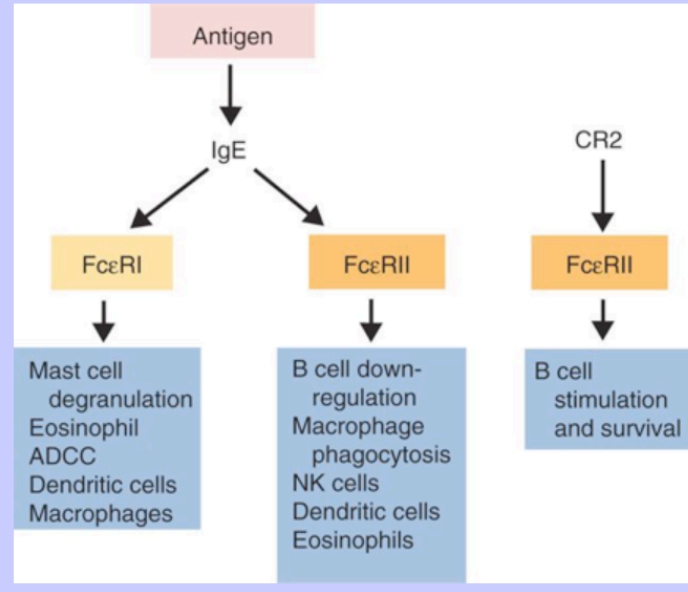 Antigen
IgE
CR2
FcεRI
FcεRII
FcεRII
Mast cell
degranulation
Eosinophil
ADCC
Dendritic cells
Macrophages
B cell down-
regulation
Macrophage
phagocytosis
NK cells
Dendritic cells
Eosinophils
B cell
stimulation
and survival